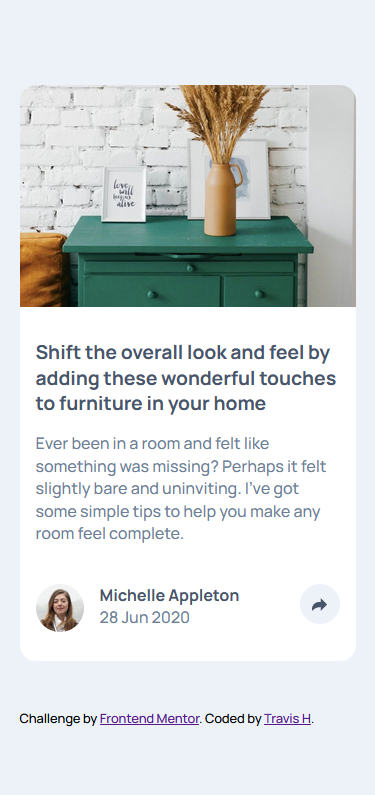 love
will
keep us
alive
Shift the overall look and feel by
adding these wonderful touches
to furniture in your home
Ever been in a room and felt like
something was missing? Perhaps it felt
slightly bare and uninviting. I've got
some simple tips to help you make any
room feel complete.
Michelle Appleton
28 Jun 2020
Challenge by Frontend Mentor. Coded by Travis H.